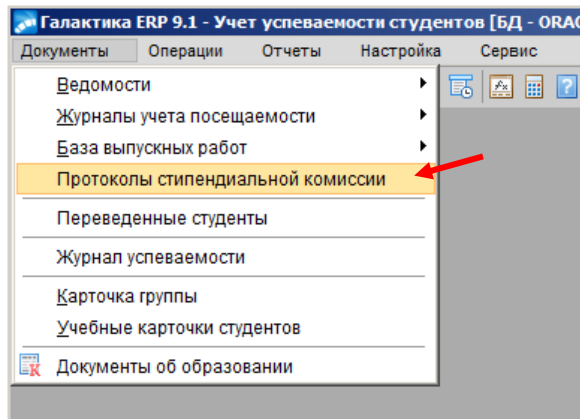 Галактика ERP 9.1 - Учет успеваемости студентов [БД - ORAC
Документы Операции Отчеты Настройка Сервис
Ведомости
Журналы учета посещаемости
База выпускных работ
Протоколы стипендиальной комиссии
Переведенные студенты
Журнал успеваемости
Карточка группы
Учебные карточки студентов
Документы об образовании